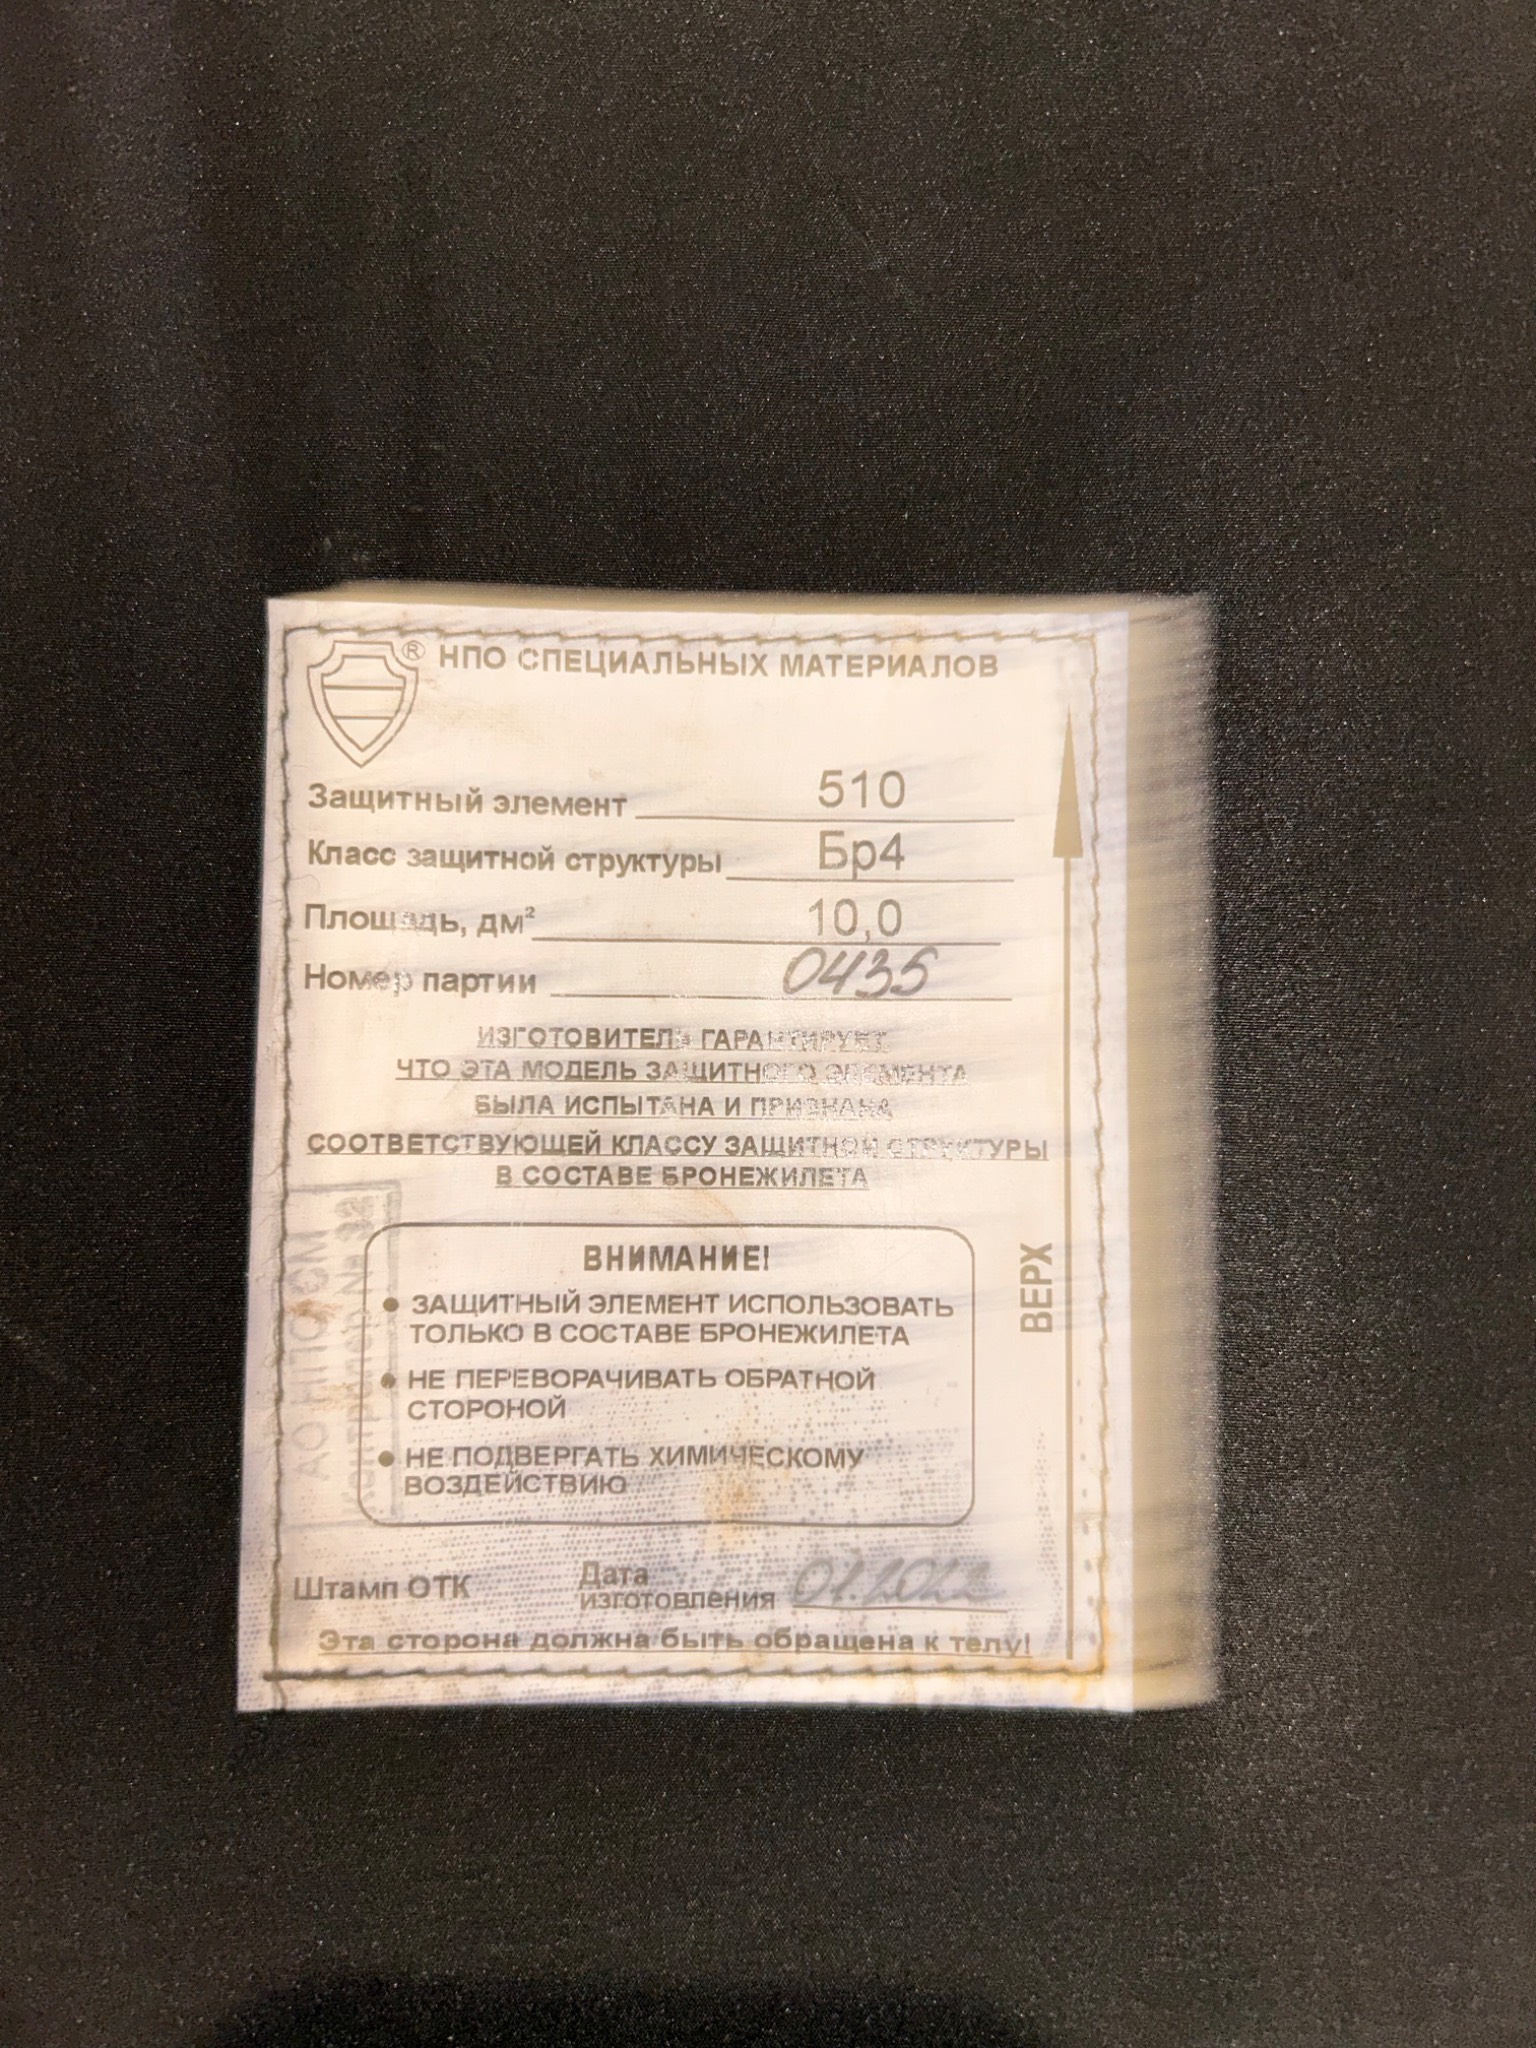 ® НПО СПЕЦИАЛЬНЫХ МАТЕРИАЛОВ
Защитный элемент 510
Класс защитной структуры Бр4
Площадь, дм² 10,0
Номер партии 0435
ИЗГОТОВИТЕЛЬ ГАРАНТИРУЕТ
ЧТО ЭТА МОДЕЛЬ ЗАЩИТНОГО ЭЛЕМЕНТА
БЫЛА ИСПЫТАНА И ПРИЗНАНА
СООТВЕТСТВУЮЩЕЙ КЛАССУ ЗАЩИТНОЙ СТРУКТУРЫ
В СОСТАВЕ БРОНЕЖИЛЕТА
ВНИМАНИЕ!
• ЗАЩИТНЫЙ ЭЛЕМЕНТ ИСПОЛЬЗОВАТЬ
ТОЛЬКО В СОСТАВЕ БРОНЕЖИЛЕТА
• НЕ ПЕРЕВОРАЧИВАТЬ ОБРАТНОЙ
СТОРОНОЙ
• НЕ ПОДВЕРГАТЬ ХИМИЧЕСКОМУ
ВОЗДЕЙСТВИЮ
ВЕРХ
Штамп ОТК
Дата
изготовления 01.2022
Эта сторона должна быть обращена к телу!